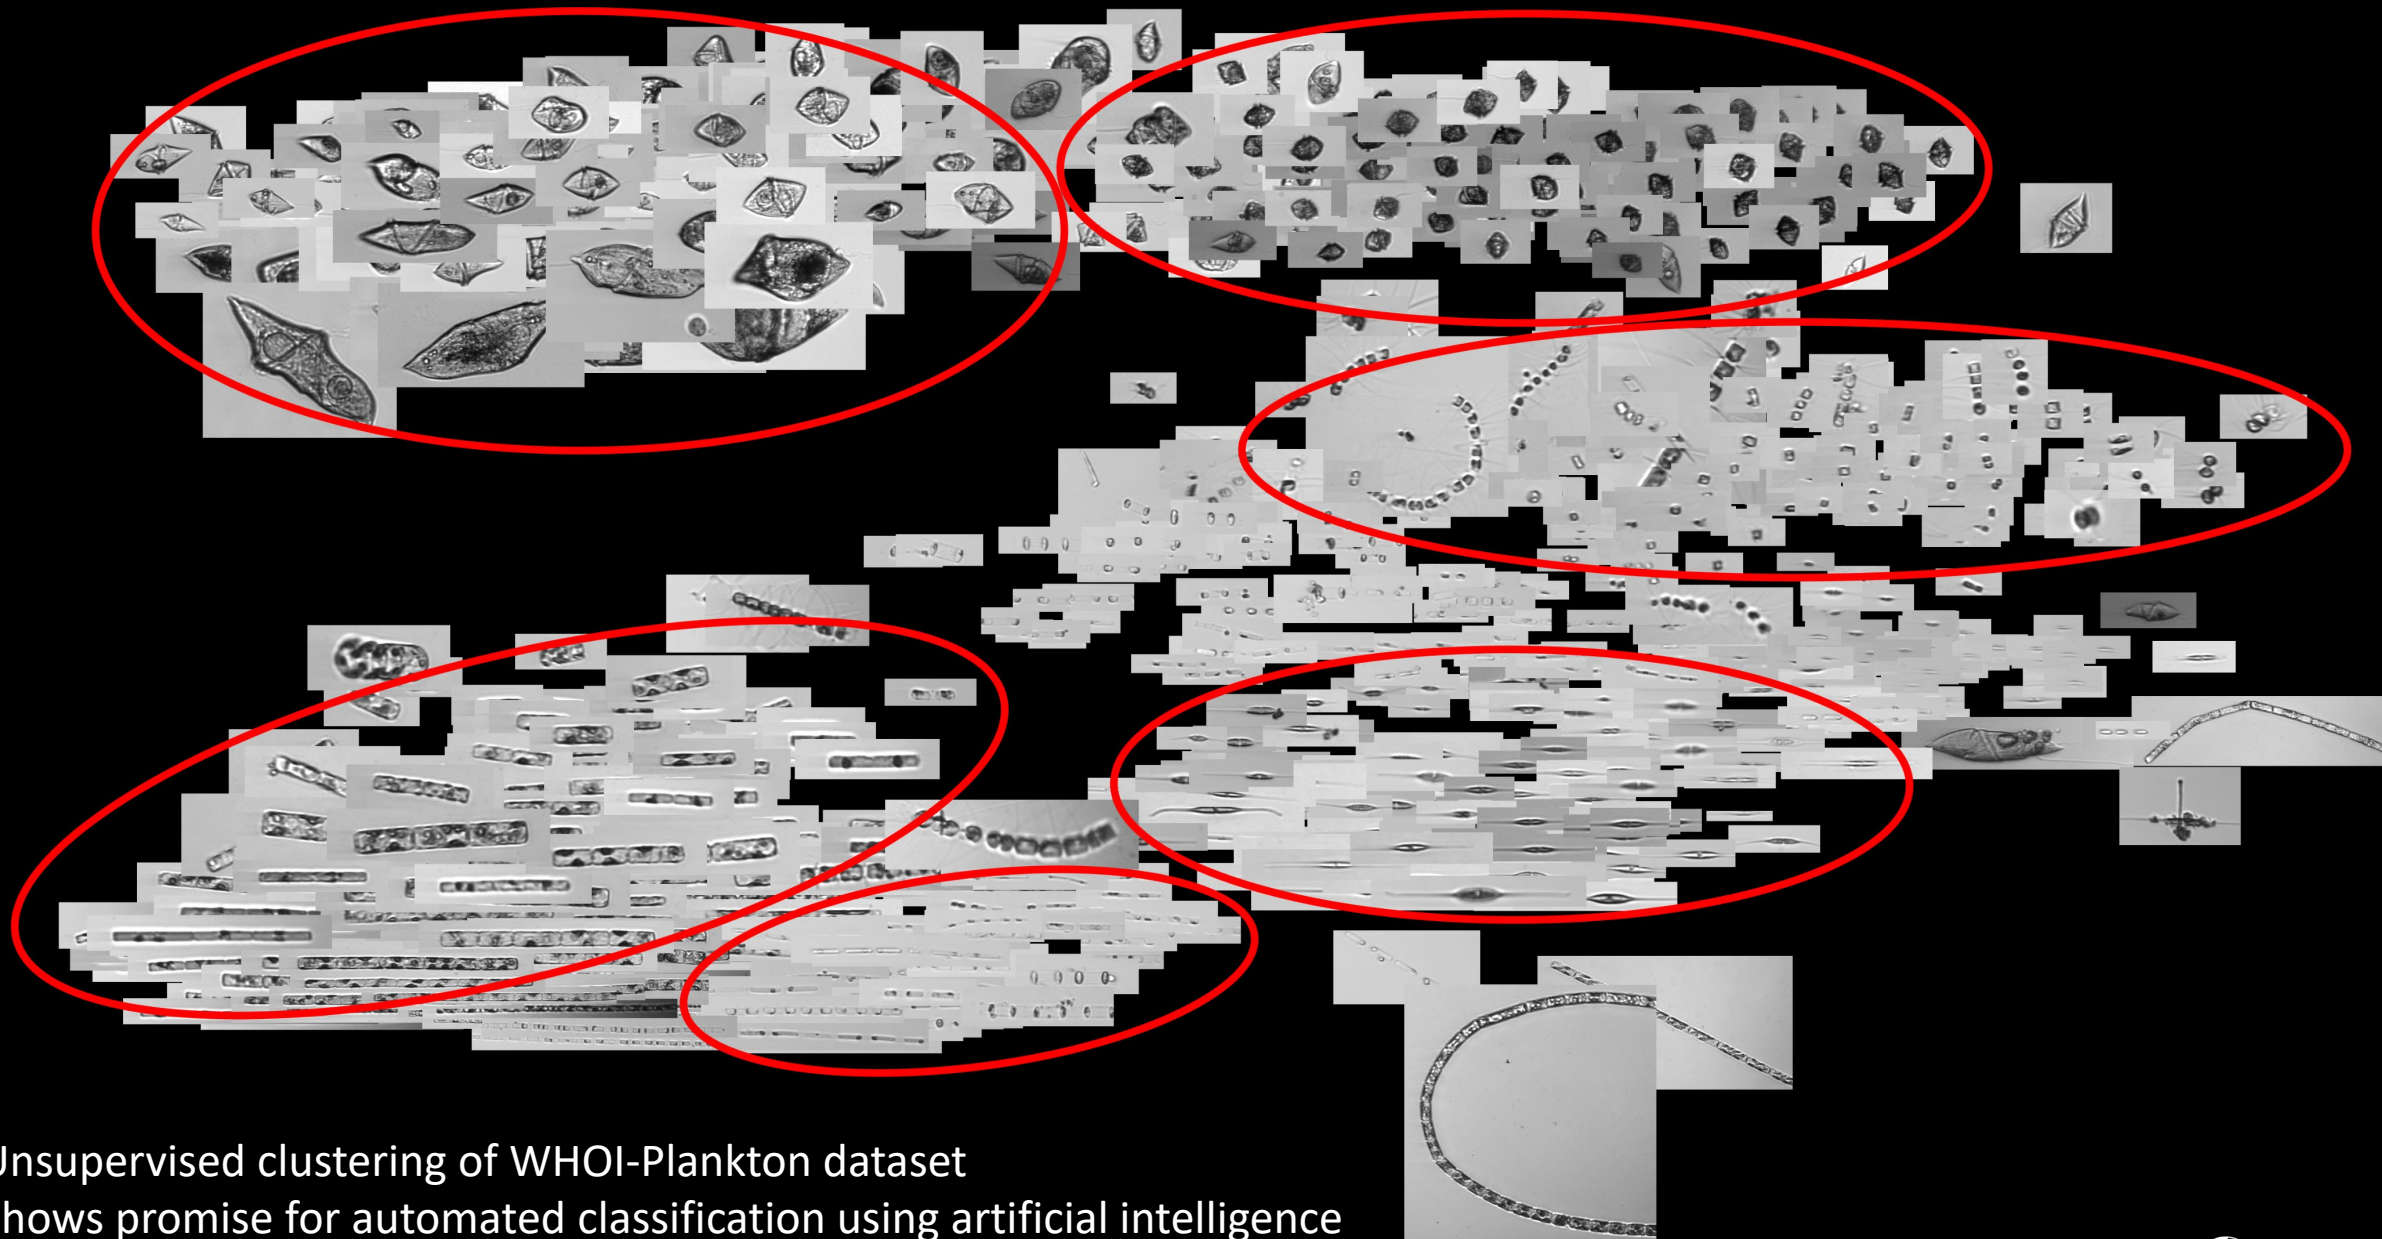 Unsupervised clustering of WHOI-Plankton dataset
hows promise for automated classification using artificial intelligence